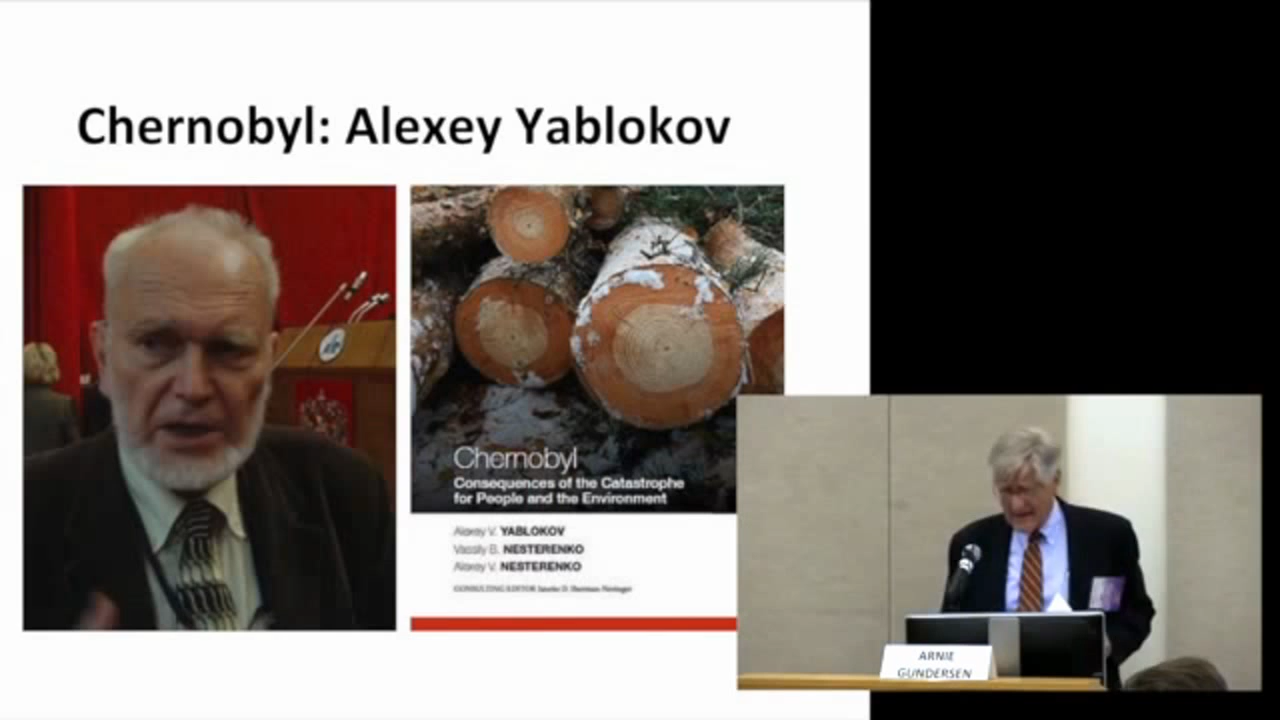 Chernobyl: Alexey Yablokov
Chernobyl
Consequences of the Catastrophe
for People and the Environment
Alexey V. YABLOKOV
Vassily B. NESTERENKO
Alexey V. NESTERENKO
CONSULTING EDITOR Janette D. Sherman-Nevinger
ARNIE
GUNDERSEN